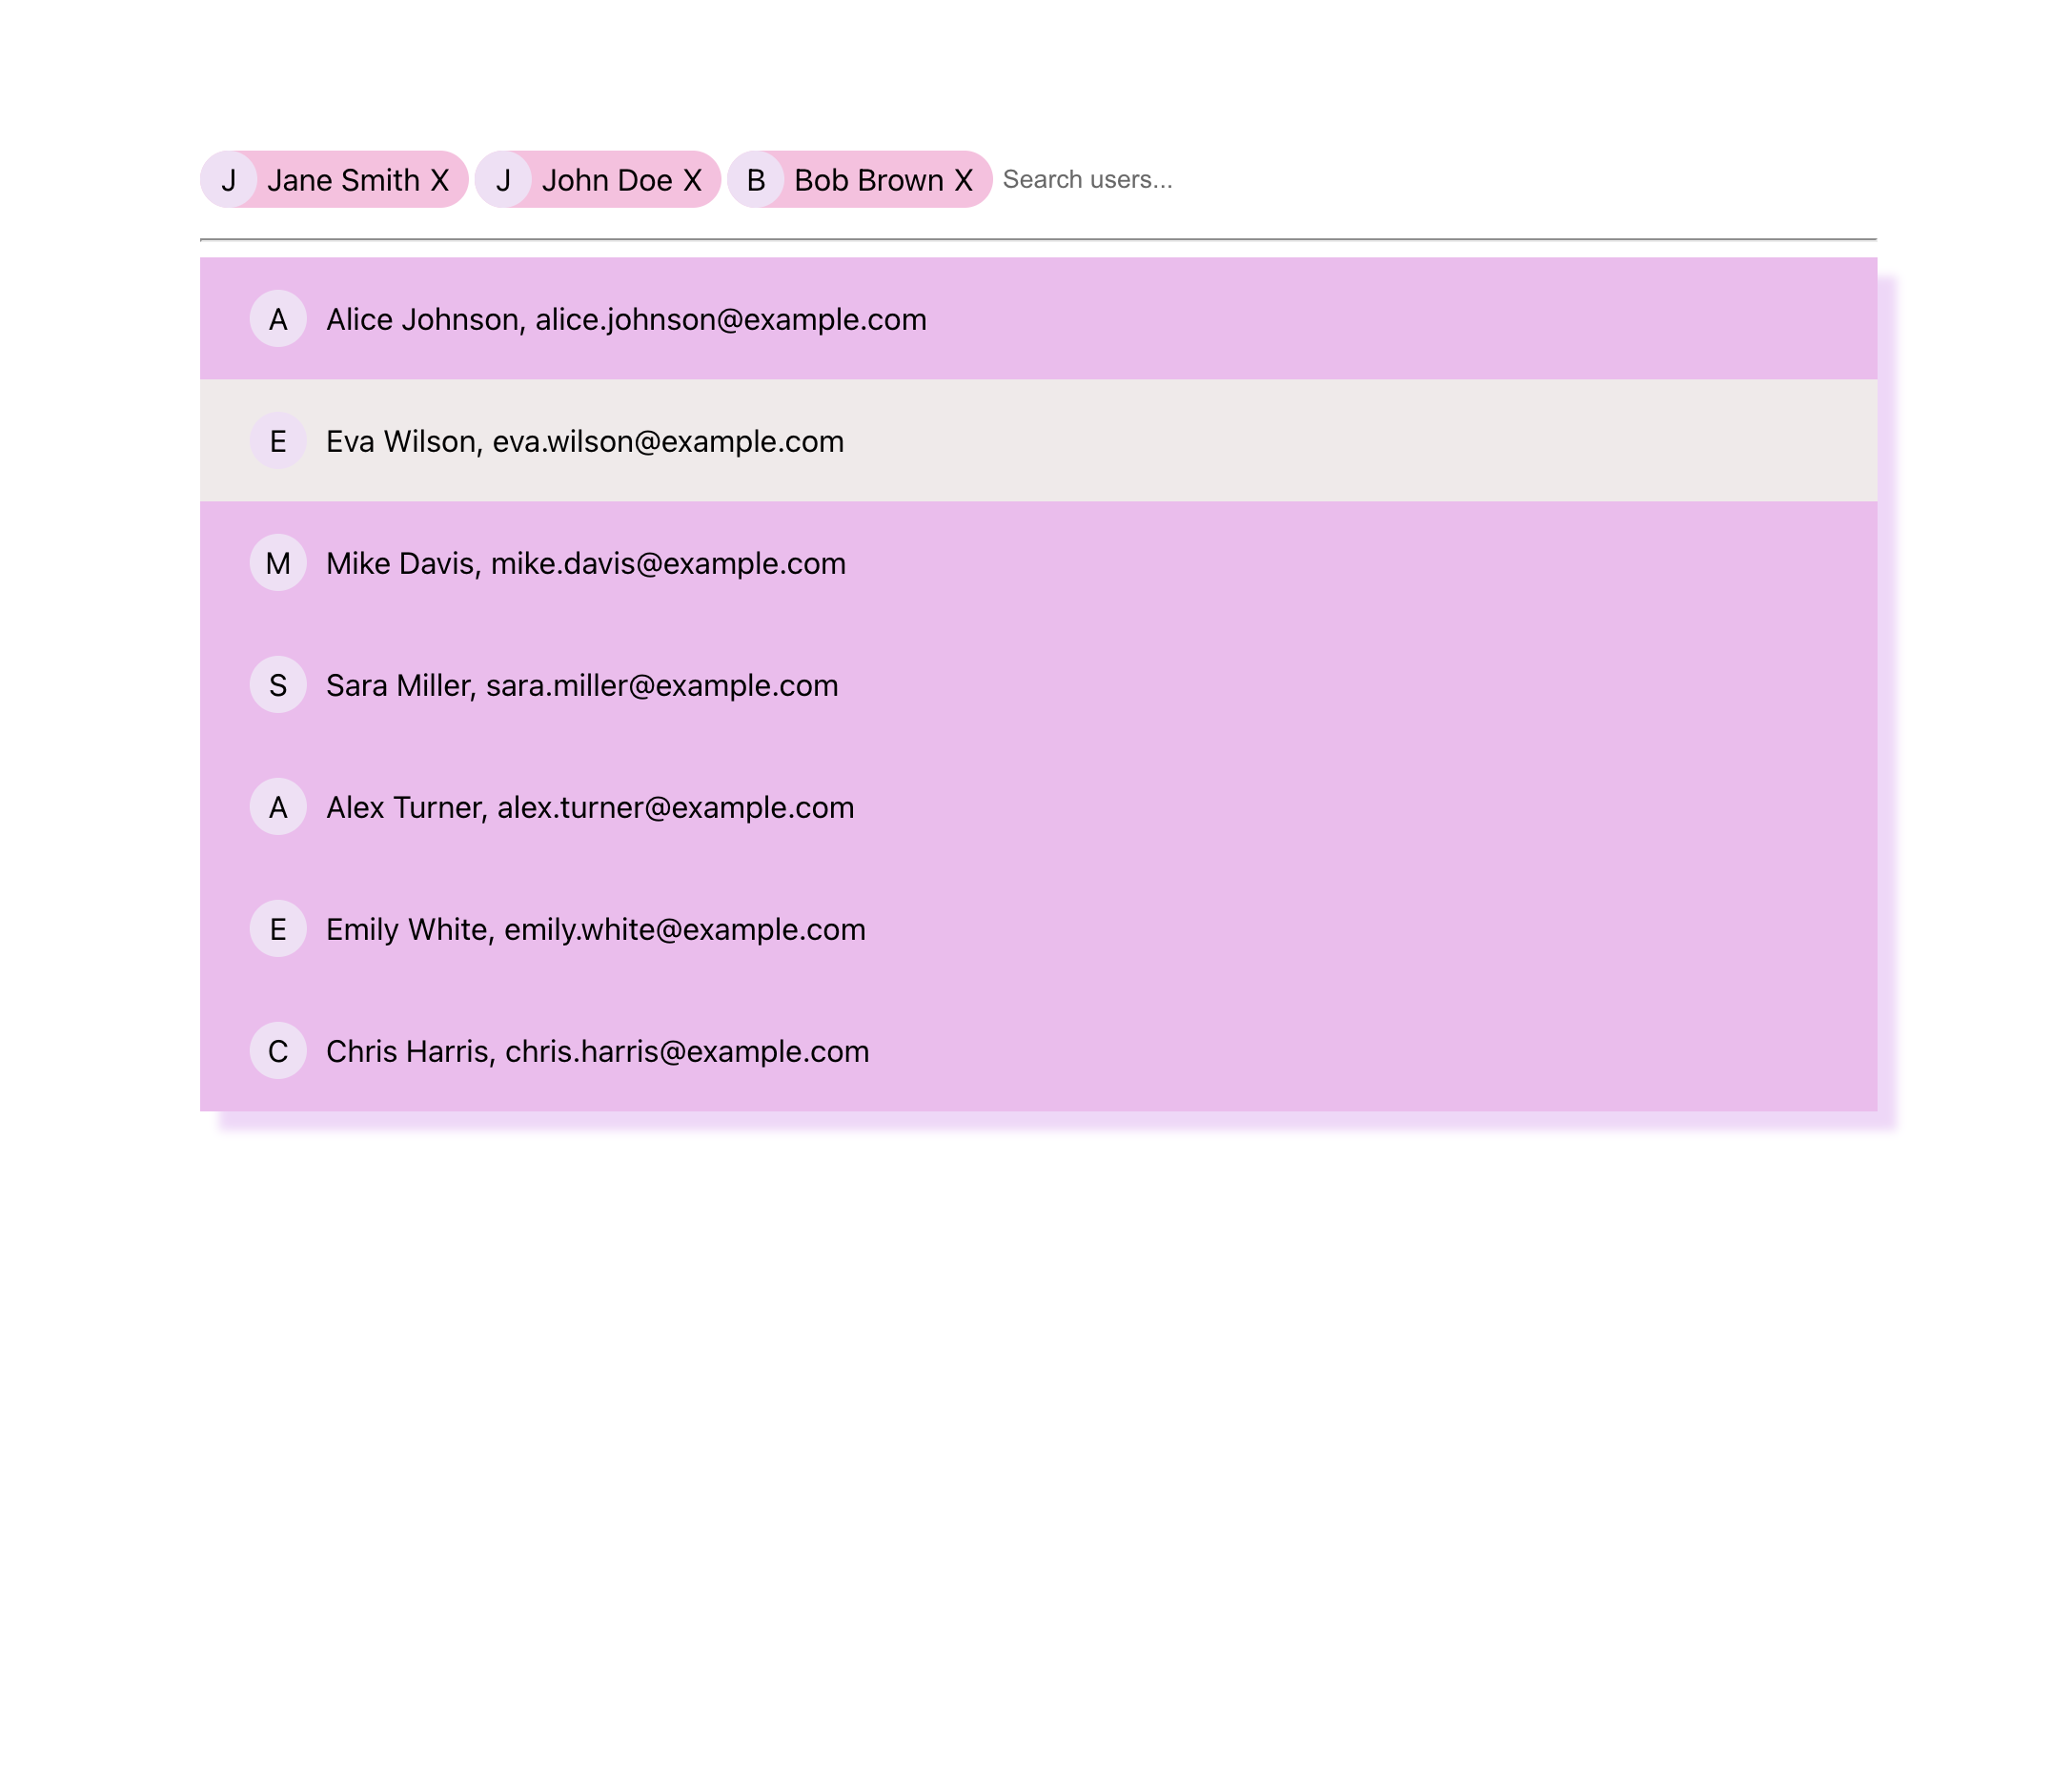 J Jane Smith X J John Doe X B Bob Brown X Search users...
A Alice Johnson, alice.johnson@example.com
E Eva Wilson, eva.wilson@example.com
M Mike Davis, mike.davis@example.com
S Sara Miller, sara.miller@example.com
A Alex Turner, alex.turner@example.com
E Emily White, emily.white@example.com
C Chris Harris, chris.harris@example.com